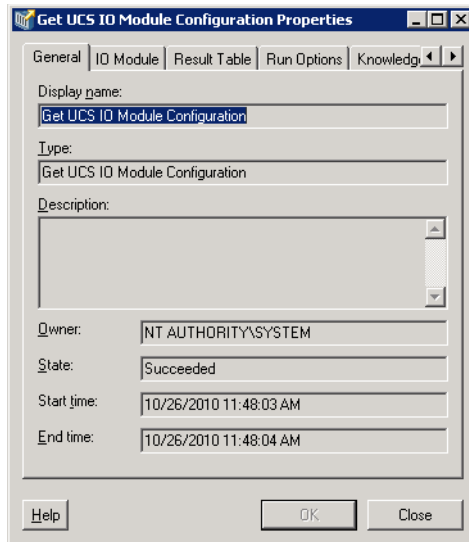 Get UCS IO Module Configuration Properties
General IO Module Result Table Run Options Knowledg
Display name:
Get UCS IO Module Configuration
Type:
Get UCS IO Module Configuration
Description:
Owner: NT AUTHORITY\SYSTEM
State: Succeeded
Start time: 10/26/2010 11:48:03 AM
End time: 10/26/2010 11:48:04 AM
Help OK Close